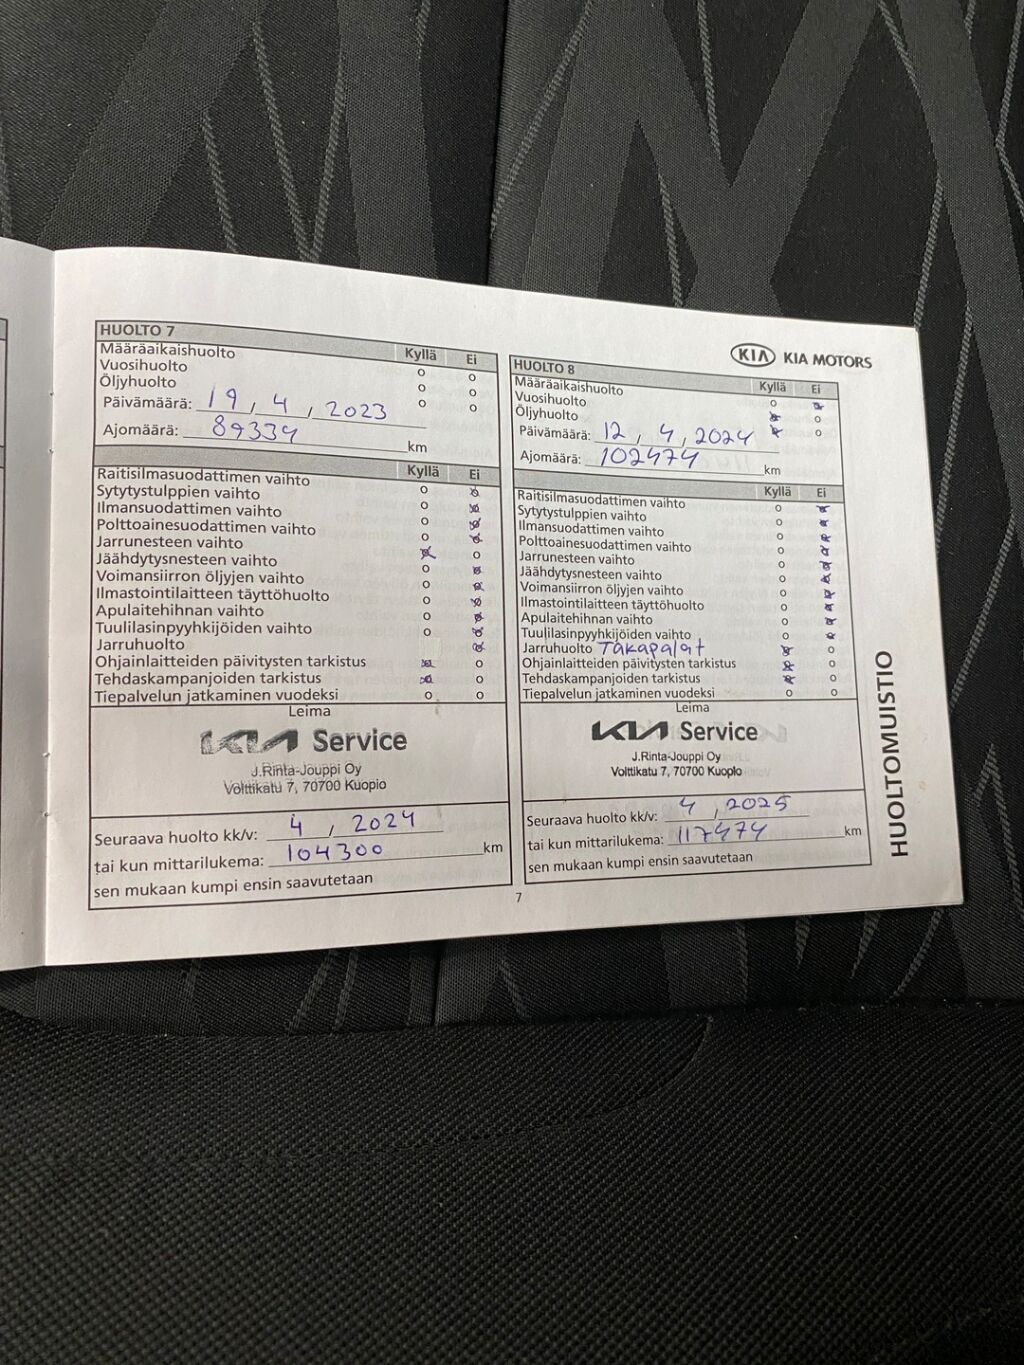 HUOLTO 7
Kyllä Ei
Määräaikaishuolto o o
Vuosihuolto o o
Öljyhuolto o o
Päivämäärä: 19, 4, 2023
Ajomäärä: 89334 km
Kyllä Ei
Raitisilmasuodattimen vaihto
Sytytystulppien vaihto
Ilmansuodattimen vaihto
Polttoainesuodattimen vaihto
Jarrunesteen vaihto
Jäähdytysnesteen vaihto
Voimansiirron öljyjen vaihto
Ilmastointilaitteen täyttöhuolto
Apulaitehihnan vaihto
Tuulilasinpyyhkijöiden vaihto
Jarruhuolto
Ohjainlaitteiden päivitysten tarkistus
Tehdaskampanjoiden tarkistus
Tiepalvelun jatkaminen vuodeksi o o
Leima
KIA Service
J.Rinta-Jouppi Oy
Volttikatu 7, 70700 Kuopio
Seuraava huolto kk/v: 4, 2024
tai kun mittarilukema: 104300 km
sen mukaan kumpi ensin saavutetaan
KIA KIA MOTORS
HUOLTO 8
Kyllä Ei
Määräaikaishuolto
Vuosihuolto
Öljyhuolto
Päivämäärä: 12, 4, 2024
Ajomäärä: 102474 km
Kyllä Ei
Raitisilmasuodattimen vaihto
Sytytystulppien vaihto
Ilmansuodattimen vaihto
Polttoainesuodattimen vaihto
Jarrunesteen vaihto
Jäähdytysnesteen vaihto
Voimansiirron öljyjen vaihto
Ilmastointilaitteen täyttöhuolto
Apulaitehihnan vaihto
Tuulilasinpyyhkijöiden vaihto
Jarruhuolto Takapalat
Ohjainlaitteiden päivitysten tarkistus
Tehdaskampanjoiden tarkistus
Tiepalvelun jatkaminen vuodeksi o o
Leima
KIA Service
J.Rinta-Jouppi Oy
Volttikatu 7, 70700 Kuopio
Seuraava huolto kk/v: 4, 2025
tai kun mittarilukema: 117474 km
sen mukaan kumpi ensin saavutetaan
HUOLTOMUISTIO
7